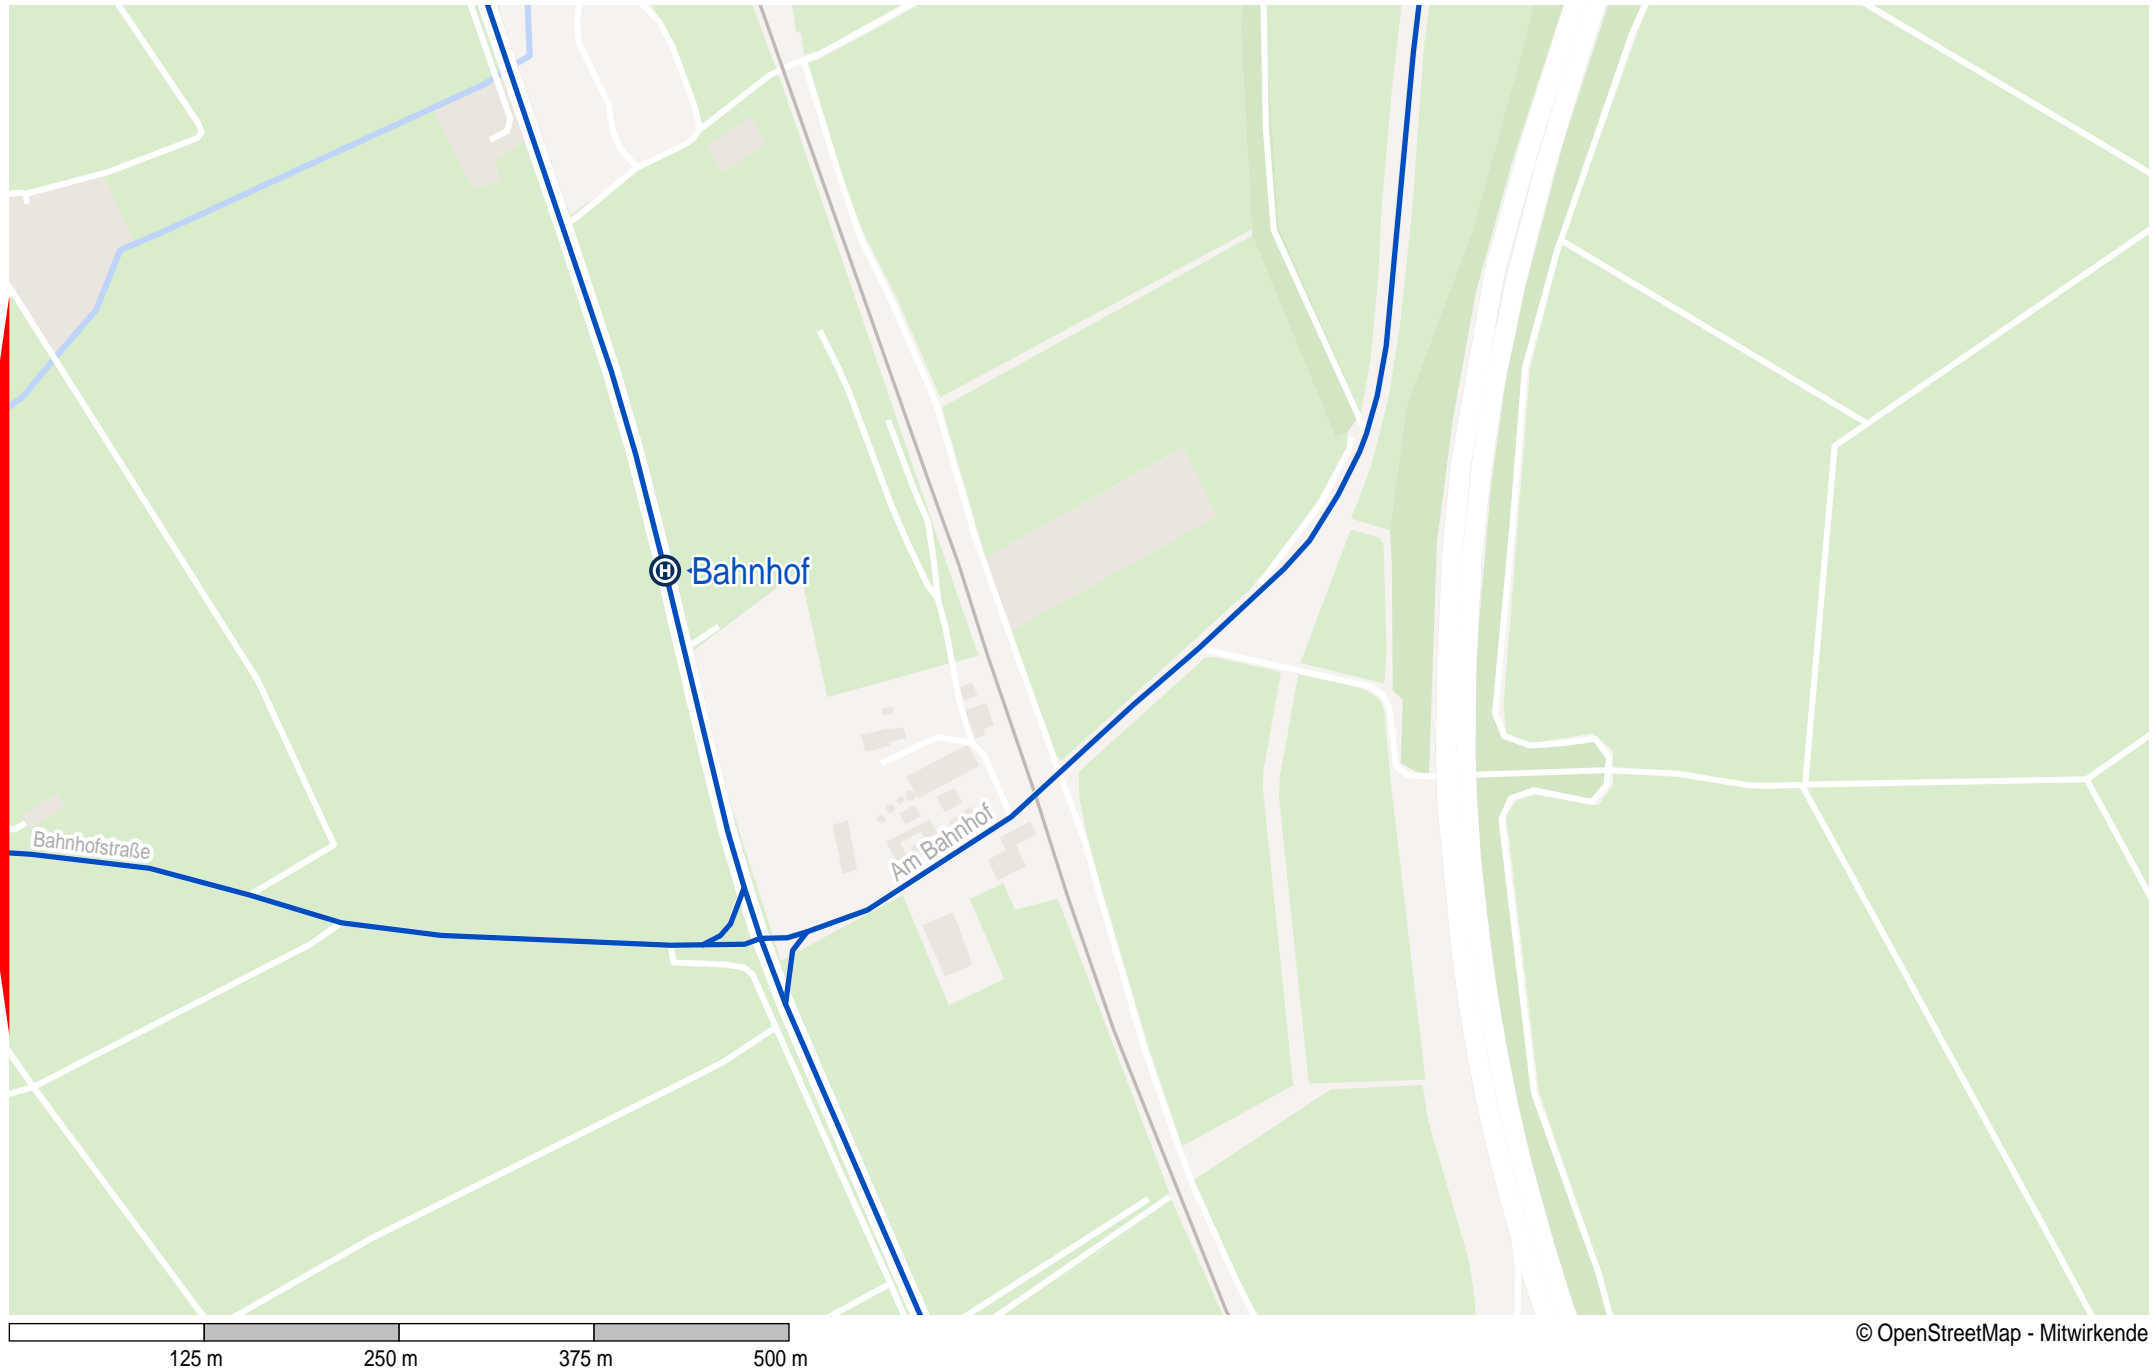 H
Bahnhof
Am Bahnhof
Bahnhofstraße
125 m
250 m
375 m
500 m
© OpenStreetMap - Mitwirkende